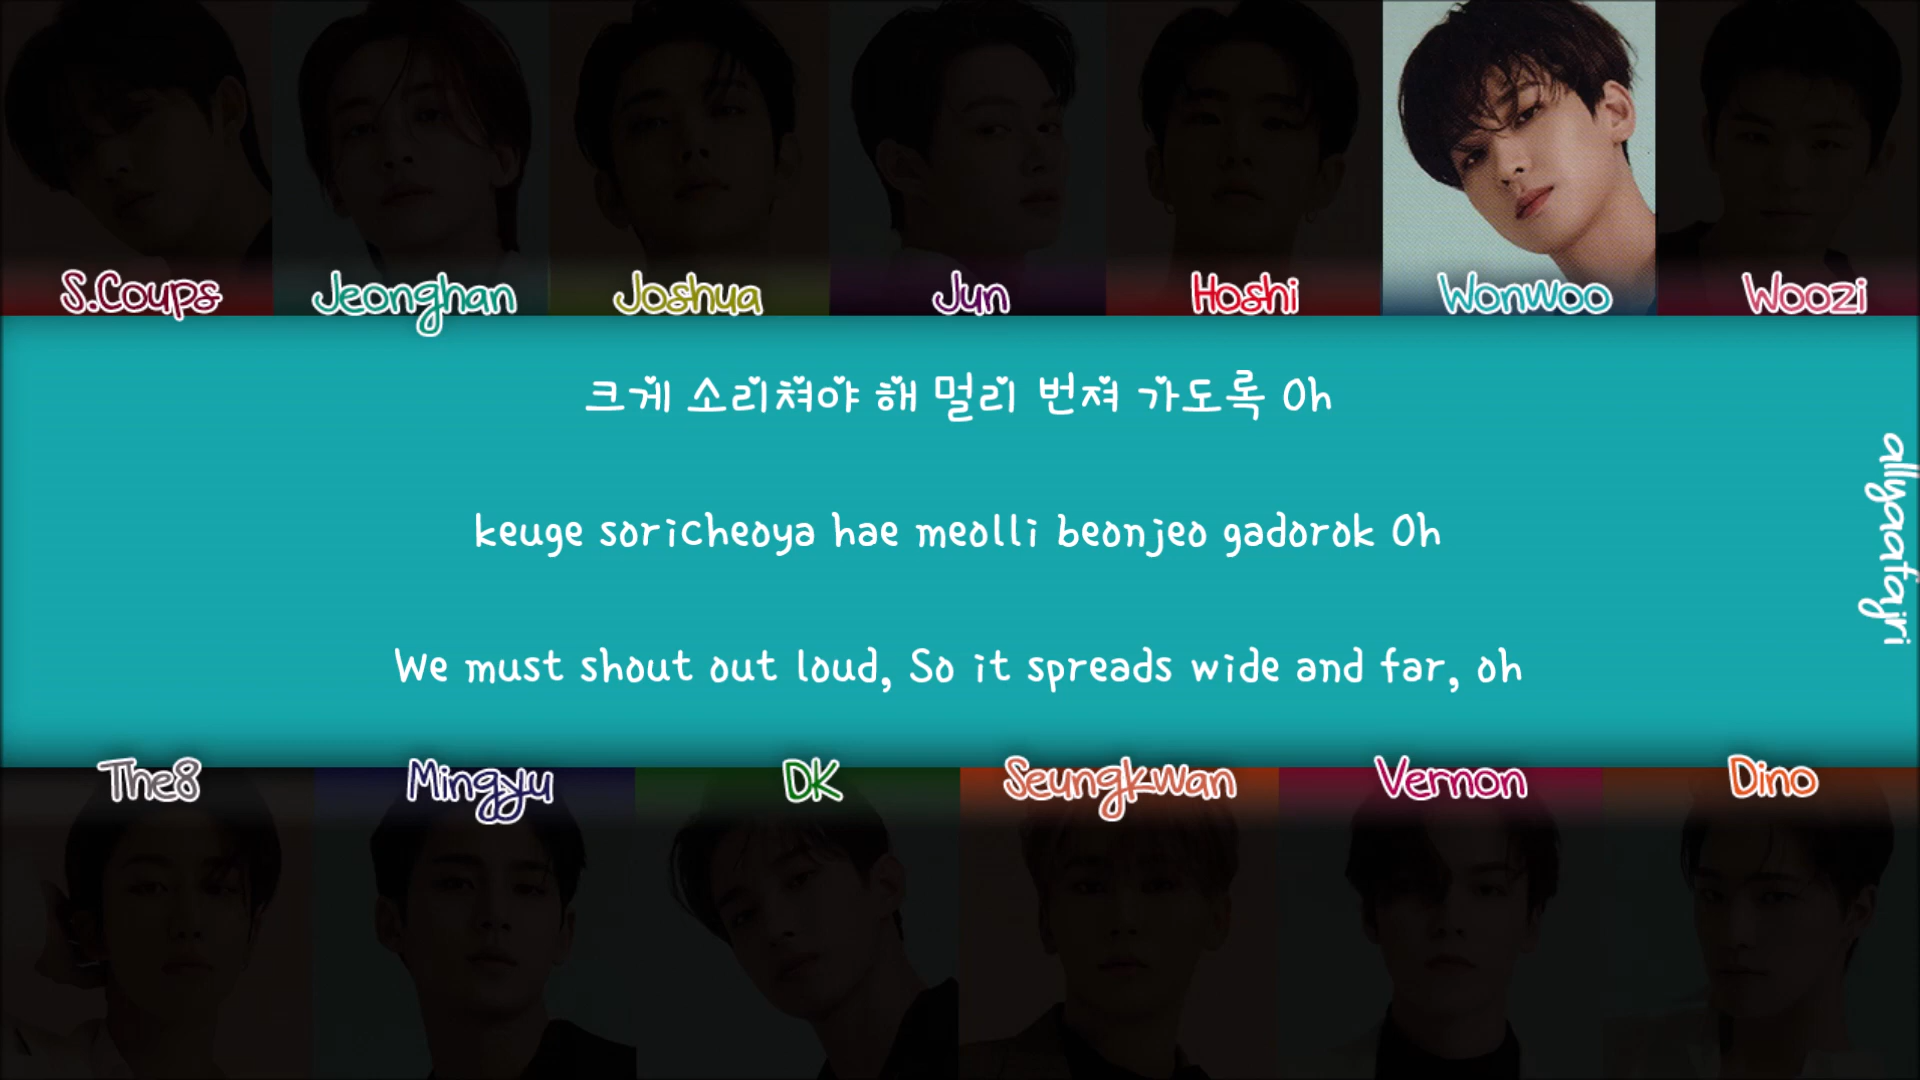 S.Coups Jeonghan Joshua Jun Hoshi Wonwoo Woozi
크게 소리쳐야 해 멀리 번져 가도록 Oh
keuge soricheoya hae meolli beonjeo gadorok Oh
We must shout out loud, So it spreads wide and far, oh
allyaafajri
The8 Mingyu DK Seungkwan Vernon Dino